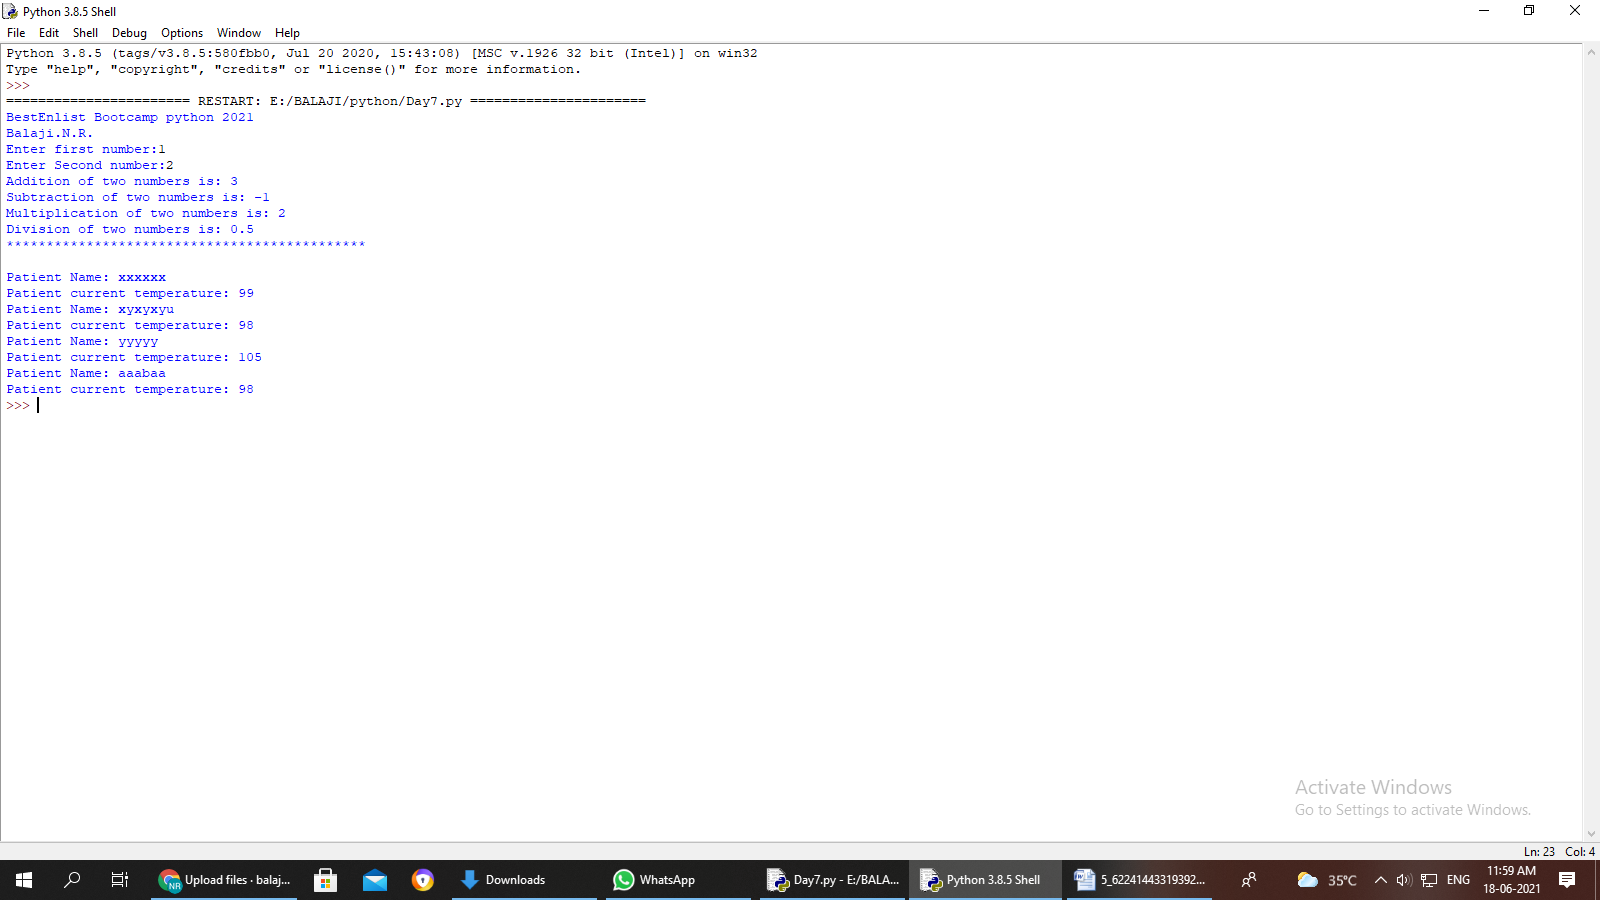 Python 3.8.5 Shell
File Edit Shell Debug Options Window Help
Python 3.8.5 (tags/v3.8.5:580fbb0, Jul 20 2020, 15:43:08) [MSC v.1926 32 bit (Intel)] on win32
Type "help", "copyright", "credits" or "license()" for more information.
>>>
======================= RESTART: E:/BALAJI/python/Day7.py ======================
BestEnlist Bootcamp python 2021
Balaji.N.R.
Enter first number:1
Enter Second number:2
Addition of two numbers is: 3
Subtraction of two numbers is: -1
Multiplication of two numbers is: 2
Division of two numbers is: 0.5
*********************************************
Patient Name: xxxxxx
Patient current temperature: 99
Patient Name: xyxyxyu
Patient current temperature: 98
Patient Name: yyyyy
Patient current temperature: 105
Patient Name: aaabaa
Patient current temperature: 98
>>>
Activate Windows
Go to Settings to activate Windows.
Ln: 23 Col: 4
NR Upload files · balaj... Downloads WhatsApp Day7.py - E:/BALA... Python 3.8.5 Shell 5_62241443319392... 35°C ENG 11:59 AM
18-06-2021